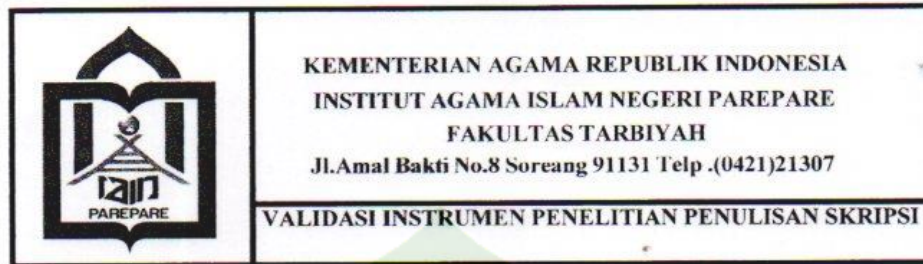 IAIN
PAREPARE
KEMENTERIAN AGAMA REPUBLIK INDONESIA
INSTITUT AGAMA ISLAM NEGERI PAREPARE
FAKULTAS TARBIYAH
Jl.Amal Bakti No.8 Soreang 91131 Telp .(0421)21307
VALIDASI INSTRUMEN PENELITIAN PENULISAN SKRIPSI